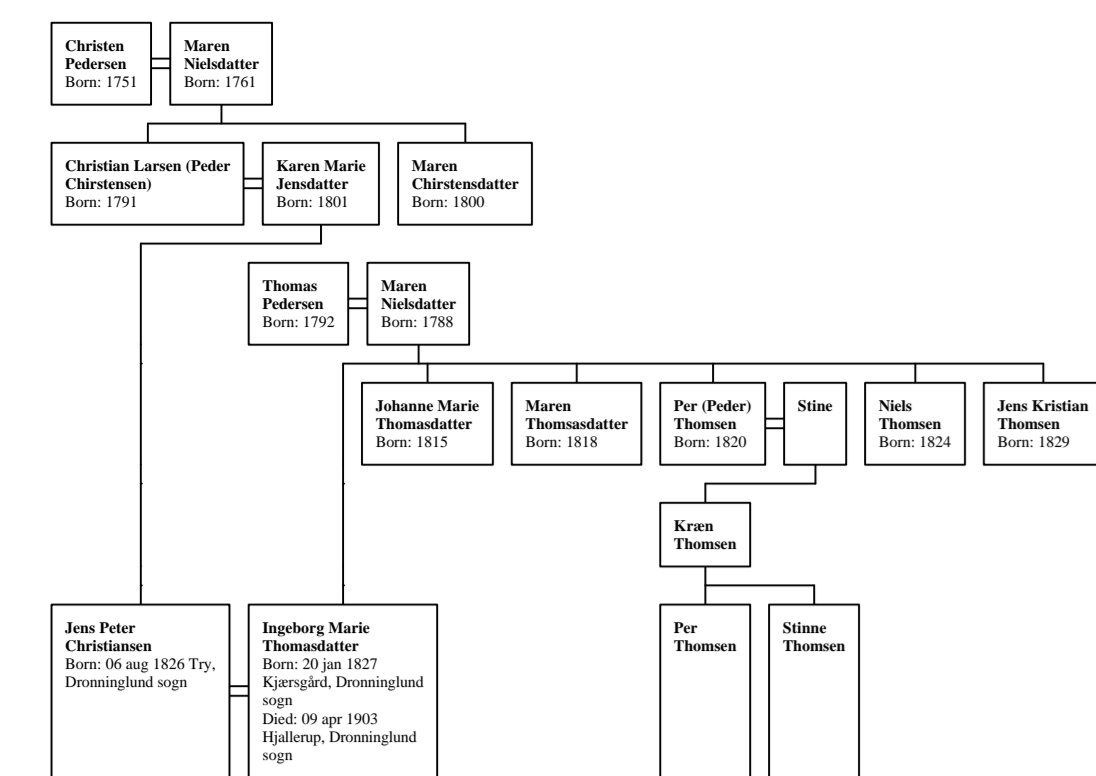 Christen
Pedersen
Born: 1751
Maren
Nielsdatter
Born: 1761
Christian Larsen (Peder
Chirstensen)
Born: 1791
Karen Marie
Jensdatter
Born: 1801
Maren
Chirstensdatter
Born: 1800
Thomas
Pedersen
Born: 1792
Maren
Nielsdatter
Born: 1788
Johanne Marie
Thomasdatter
Born: 1815
Maren
Thomsasdatter
Born: 1818
Per (Peder)
Thomsen
Born: 1820
Stine
Niels
Thomsen
Born: 1824
Jens Kristian
Thomsen
Born: 1829
Kræn
Thomsen
Jens Peter
Christiansen
Born: 06 aug 1826 Try,
Dronninglund sogn
Ingeborg Marie
Thomasdatter
Born: 20 jan 1827
Kjærsgård, Dronninglund
sogn
Died: 09 apr 1903
Hjallerup, Dronninglund
sogn
Per
Thomsen
Stinne
Thomsen